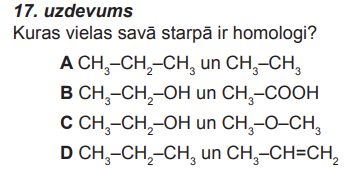 17. uzdevums
Kuras vielas savā starpā ir homologi?
A CH₃–CH₂–CH₃ un CH₃–CH₃
B CH₃–CH₂–OH un CH₃–COOH
C CH₃–CH₂–OH un CH₃–O–CH₃
D CH₃–CH₂–CH₃ un CH₃–CH=CH₂